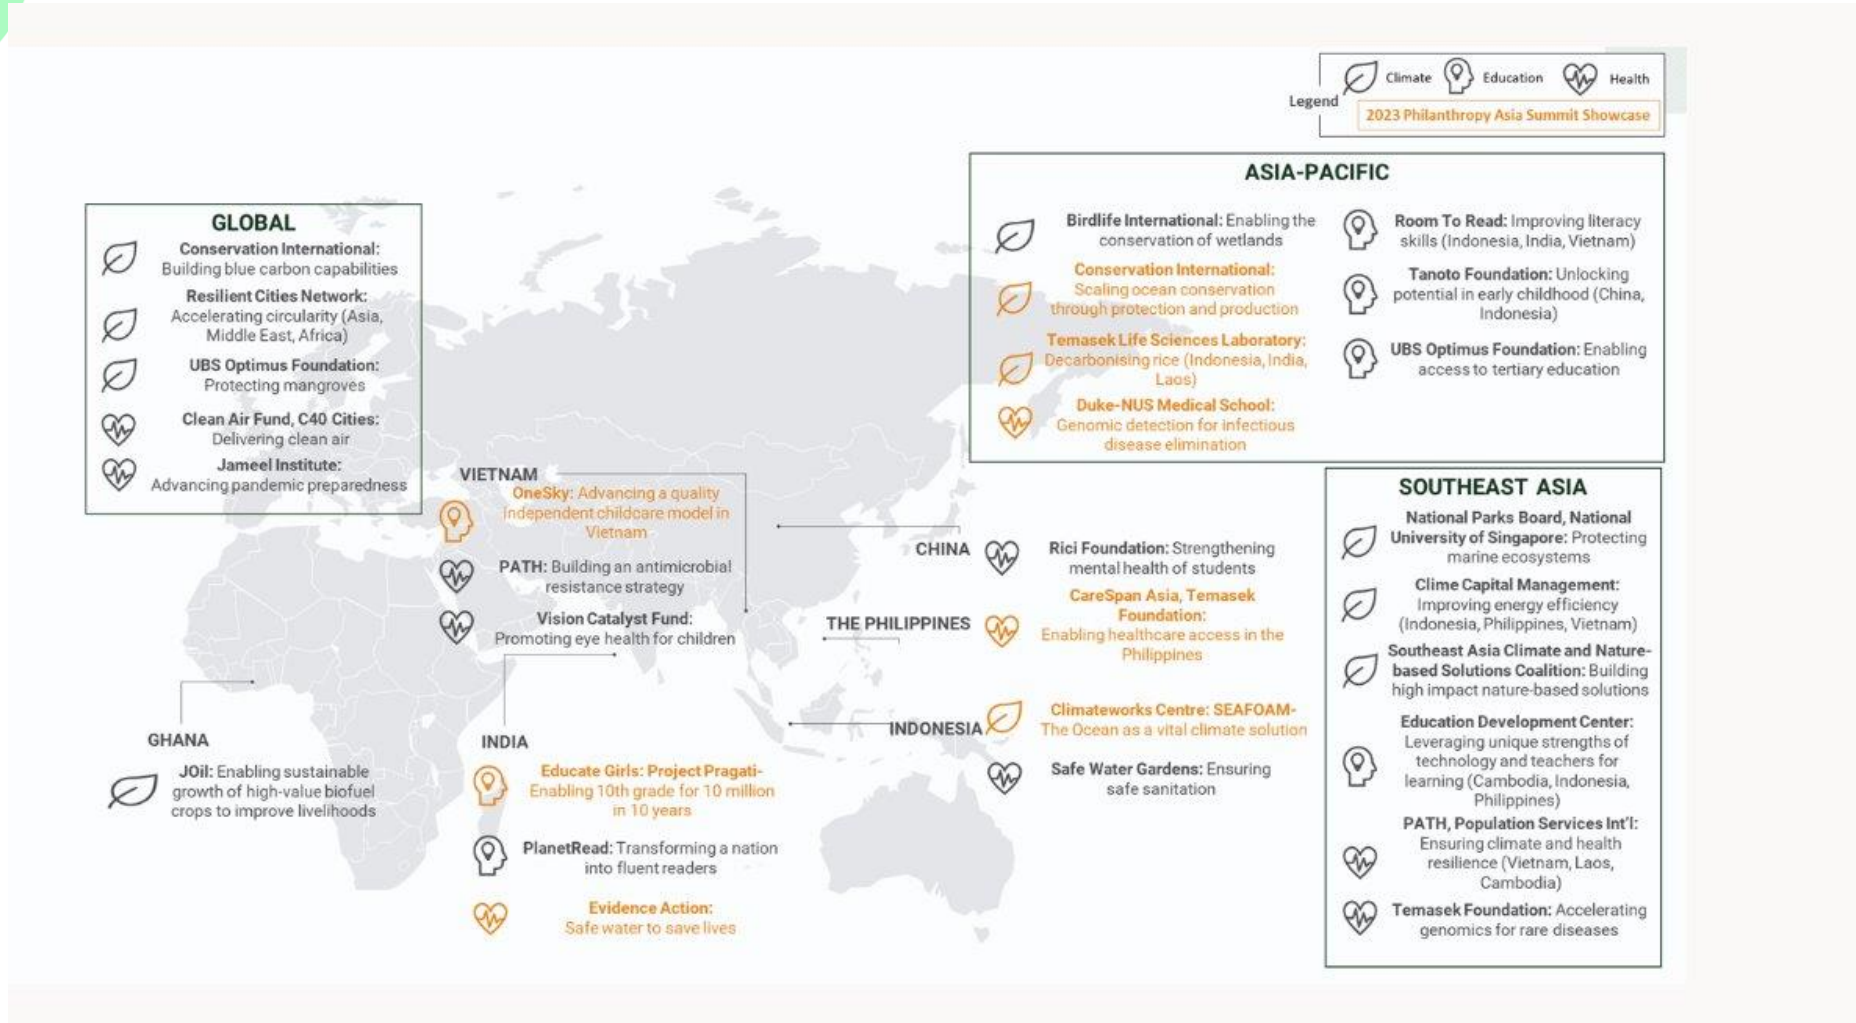 Legend
Climate
Education
Health
2023 Philanthropy Asia Summit Showcase
GLOBAL
Conservation International:
Building blue carbon capabilities
Resilient Cities Network:
Accelerating circularity (Asia,
Middle East, Africa)
UBS Optimus Foundation:
Protecting mangroves
Clean Air Fund, C40 Cities:
Delivering clean air
Jameel Institute:
Advancing pandemic preparedness
ASIA-PACIFIC
Birdlife International: Enabling the
conservation of wetlands
Conservation International:
Scaling ocean conservation
through protection and production
Temasek Life Sciences Laboratory:
Decarbonising rice (Indonesia, India,
Laos)
Duke-NUS Medical School:
Genomic detection for infectious
disease elimination
Room To Read: Improving literacy
skills (Indonesia, India, Vietnam)
Tanoto Foundation: Unlocking
potential in early childhood (China,
Indonesia)
UBS Optimus Foundation: Enabling
access to tertiary education
VIETNAM
OneSky: Advancing a quality
independent childcare model in
Vietnam
PATH: Building an antimicrobial
resistance strategy
Vision Catalyst Fund:
Promoting eye health for children
CHINA
Rici Foundation: Strengthening
mental health of students
THE PHILIPPINES
CareSpan Asia, Temasek
Foundation:
Enabling healthcare access in the
Philippines
INDONESIA
Climateworks Centre: SEAFOAM-
The Ocean as a vital climate solution
Safe Water Gardens: Ensuring
safe sanitation
SOUTHEAST ASIA
National Parks Board, National
University of Singapore: Protecting
marine ecosystems
Clime Capital Management:
Improving energy efficiency
(Indonesia, Philippines, Vietnam)
Southeast Asia Climate and Nature-
based Solutions Coalition: Building
high impact nature-based solutions
Education Development Center:
Leveraging unique strengths of
technology and teachers for
learning (Cambodia, Indonesia,
Philippines)
PATH, Population Services Int'l:
Ensuring climate and health
resilience (Vietnam, Laos,
Cambodia)
Temasek Foundation: Accelerating
genomics for rare diseases
GHANA
JOil: Enabling sustainable
growth of high-value biofuel
crops to improve livelihoods
INDIA
Educate Girls: Project Pragati-
Enabling 10th grade for 10 million
in 10 years
PlanetRead: Transforming a nation
into fluent readers
Evidence Action:
Safe water to save lives